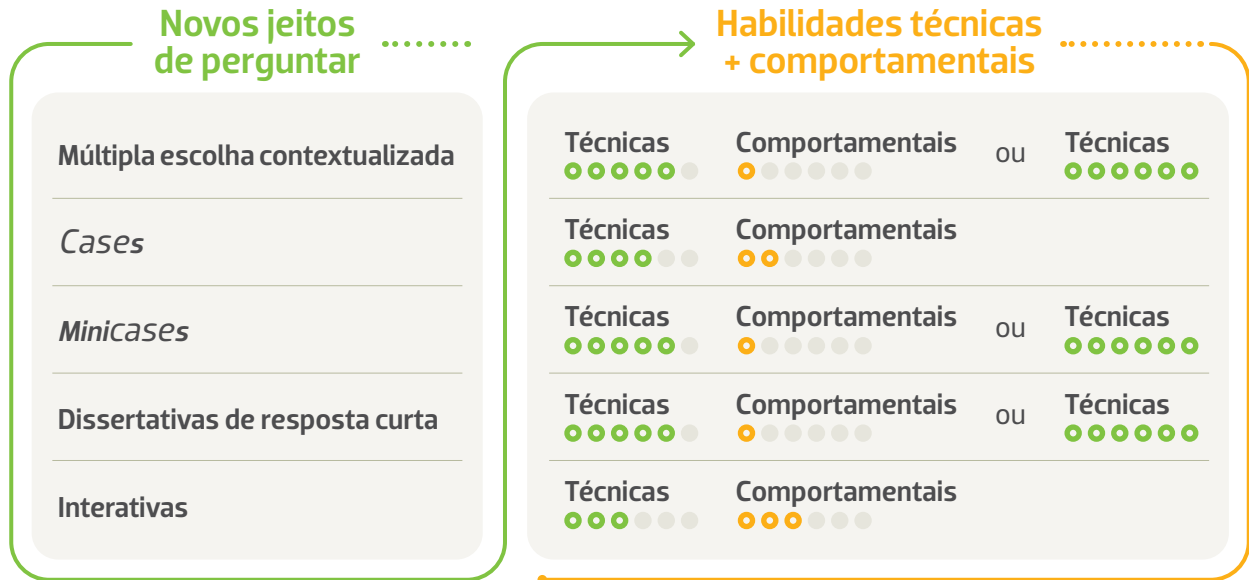 Novos jeitos
de perguntar
Habilidades técnicas
+ comportamentais
Múltipla escolha contextualizada
Técnicas Comportamentais ou Técnicas
Cases
Técnicas Comportamentais
Minicases
Técnicas Comportamentais ou Técnicas
Dissertativas de resposta curta
Técnicas Comportamentais ou Técnicas
Interativas
Técnicas Comportamentais